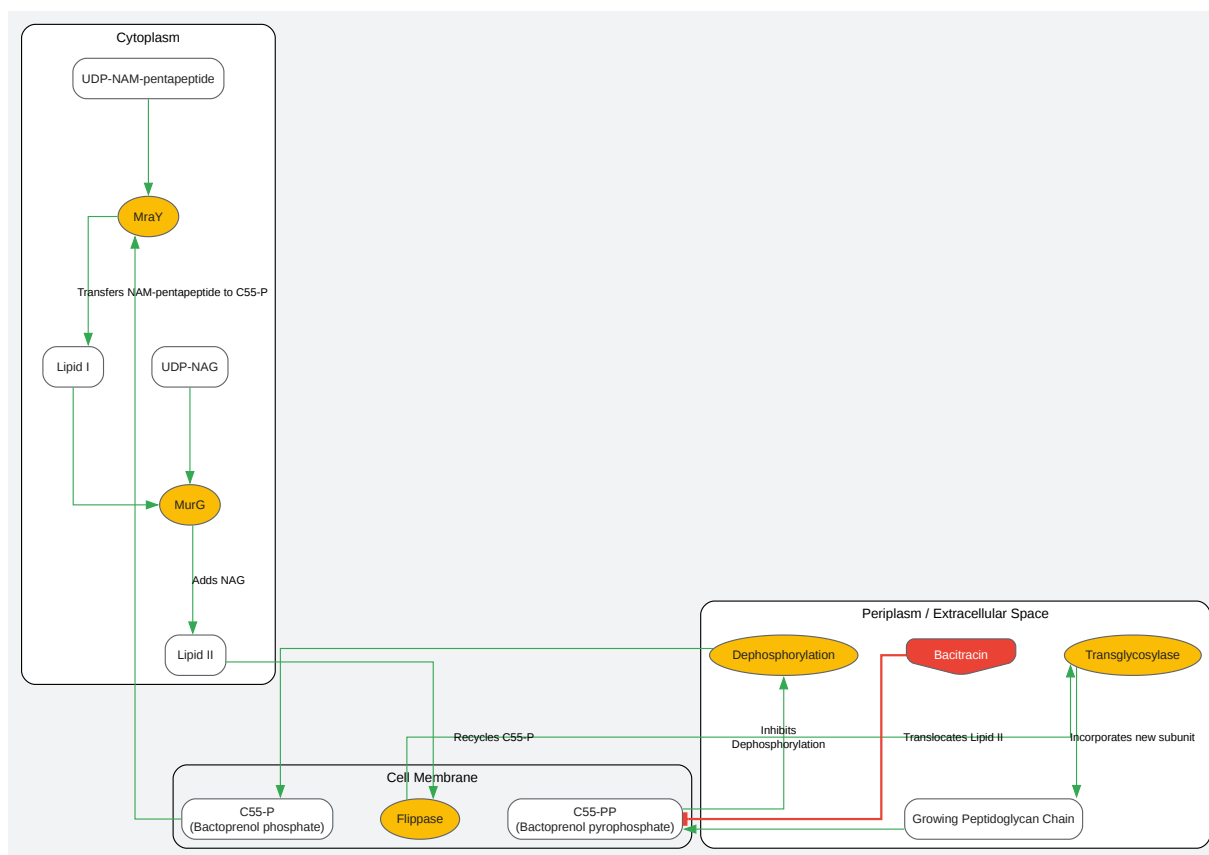 Cytoplasm
UDP-NAM-pentapeptide
MraY
Transfers NAM-pentapeptide to C55-P
Lipid I
UDP-NAG
MurG
Adds NAG
Lipid II
Periplasm / Extracellular Space
Dephosphorylation
Bacitracin
Transglycosylase
Recycles C55-P
Inhibits
Dephosphorylation
Translocates Lipid II
Incorporates new subunit
Cell Membrane
C55-P
(Bactoprenol phosphate)
Flippase
C55-PP
(Bactoprenol pyrophosphate)
Growing Peptidoglycan Chain